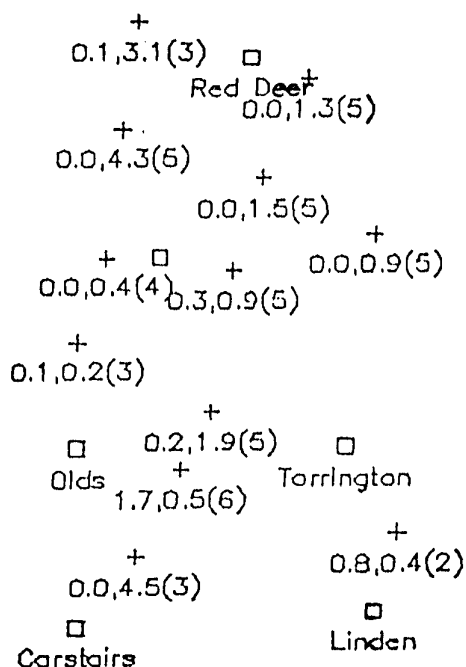 0.1,3.1(3)
Red Deer
0.0,1.3(5)
0.0,4.3(5)
0.0,1.5(5)
0.0,0.9(5)
0.0,0.4(4)
0.3,0.9(5)
0.1,0.2(3)
0.2,1.9(5)
Olds
Torrington
1.7,0.5(6)
0.8,0.4(2)
0.0,4.5(3)
Linden
Carstairs